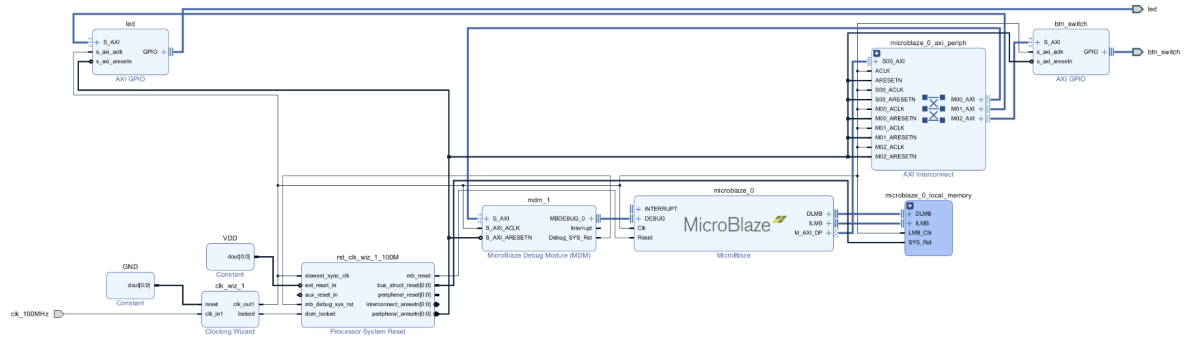 led
S_AXI
s_axi_aclk
s_axi_aresetn
GPIO
AXI GPIO
led
btn_switch
S_AXI
s_axi_aclk
s_axi_aresetn
GPIO
AXI GPIO
btn_switch
microblaze_0_axi_periph
S00_AXI
ACLK
ARESETN
S00_ACLK
S00_ARESETN
M00_ACLK
M00_ARESETN
M01_ACLK
M01_ARESETN
M02_ACLK
M02_ARESETN
M00_AXI
M01_AXI
M02_AXI
AXI Interconnect
mdm_1
S_AXI
S_AXI_ACLK
S_AXI_ARESETN
MBDEBUG_0
Interrupt
Debug_SYS_Rst
MicroBlaze Debug Module (MDM)
microblaze_0
INTERRUPT
DEBUG
Clk
Reset
MicroBlaze
DLMB
ILMB
M_AXI_DP
MicroBlaze
microblaze_0_local_memory
DLMB
ILMB
LMB_Clk
SYS_Rst
VDD
dout[0:0]
Constant
GND
dout[0:0]
Constant
clk_wiz_1
reset
clk_in1
clk_out1
locked
Clocking Wizard
clk_100MHz
rst_clk_wiz_1_100M
slowest_sync_clk
ext_reset_in
aux_reset_in
mb_debug_sys_rst
dcm_locked
mb_reset
bus_struct_reset[0:0]
peripheral_reset[0:0]
interconnect_aresetn[0:0]
peripheral_aresetn[0:0]
Processor System Reset